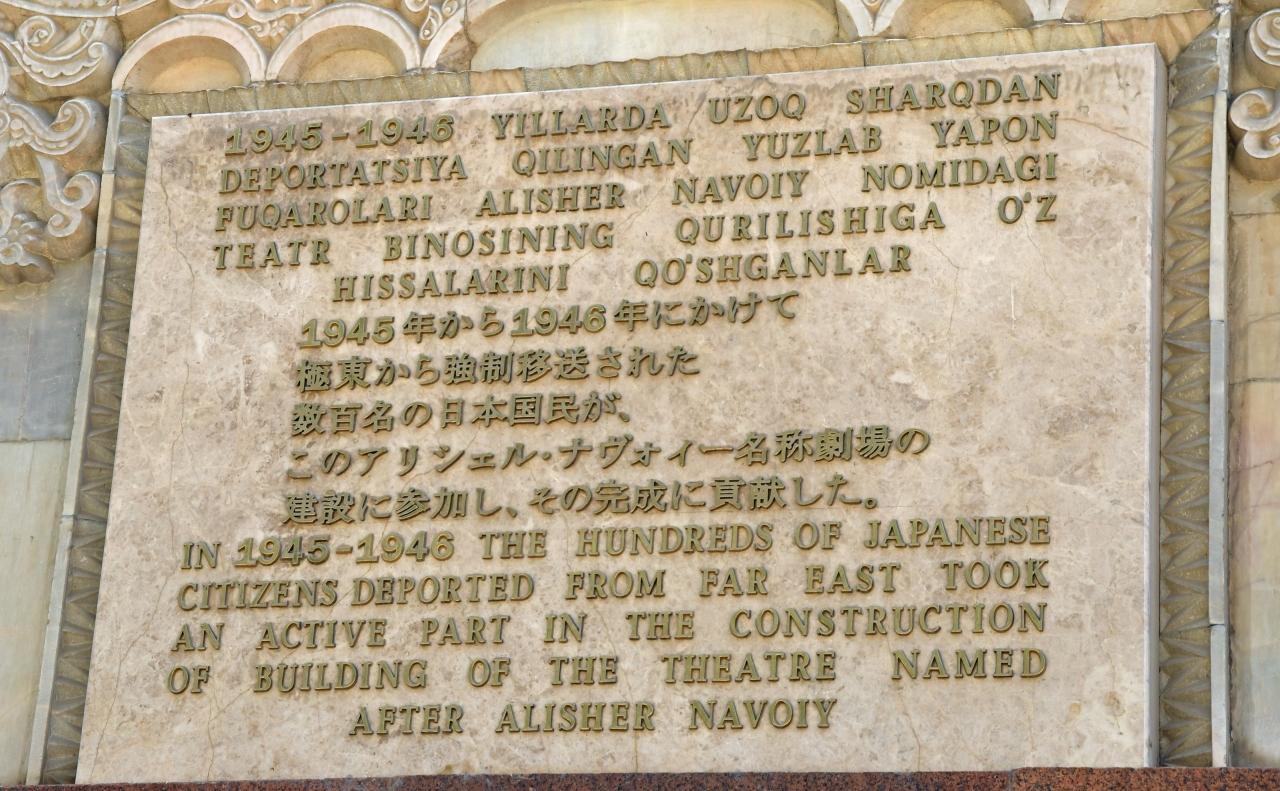 1945-1946 YILLARDA UZOQ SHARQDAN
DEPORTATSIYA QILINGAN YUZLAB YAPON
FUQAROLARI ALISHER NAVOIY NOMIDAGI
TEATR BINOSINING QURILISHIGA O‘Z
HISSALARINI QO‘SHGANLAR
1945年から1946年にかけて
極東から強制移送された
数百名の日本国民が、
このアリシェル・ナヴォイー名称劇場の
建設に参加し、その完成に貢献した。
IN 1945-1946 THE HUNDREDS OF JAPANESE
CITIZENS DEPORTED FROM FAR EAST TOOK
AN ACTIVE PART IN THE CONSTRUCTION
OF BUILDING OF THE THEATRE NAMED
AFTER ALISHER NAVOIY